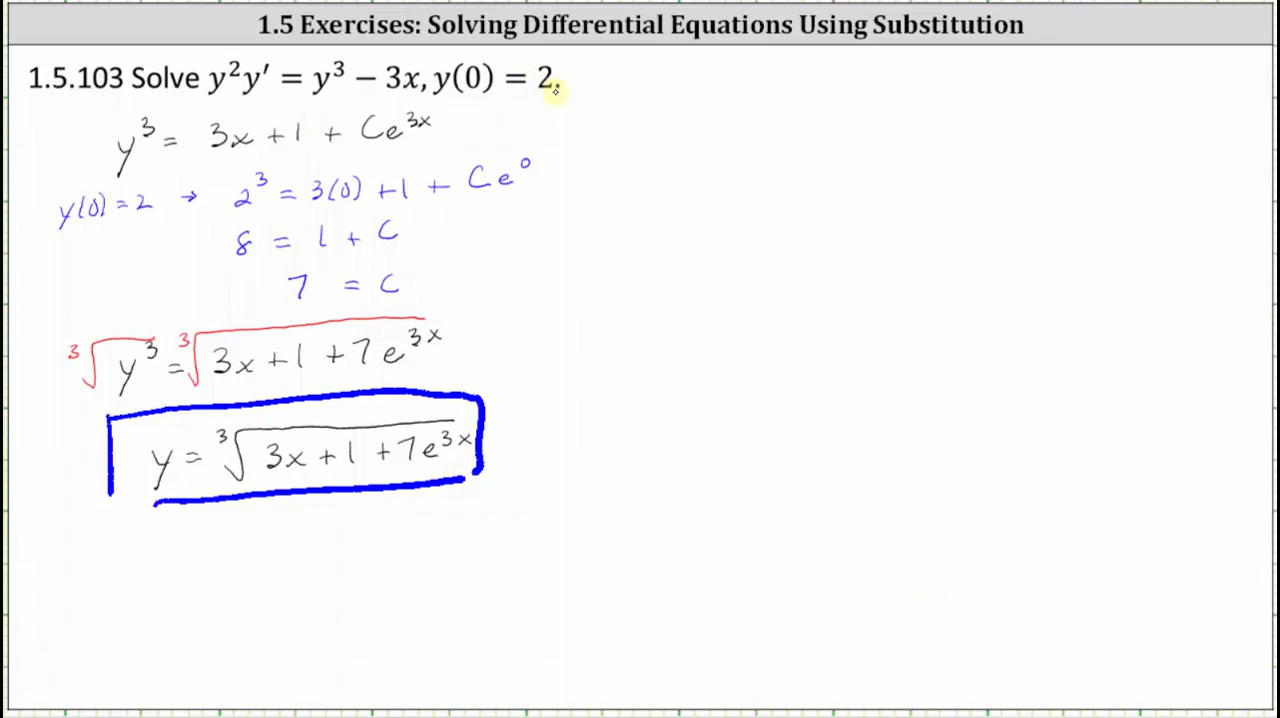 1.5 Exercises: Solving Differential Equations Using Substitution
1.5.103 Solve y²y′ = y³ − 3x, y(0) = 2.
y³ = 3x + 1 + Ce³ˣ
y(0) = 2 → 2³ = 3(0) + 1 + Ce⁰
8 = 1 + C
7 = C
∛y³ = ∛(3x + 1 + 7e³ˣ)
y = ∛(3x + 1 + 7e³ˣ)